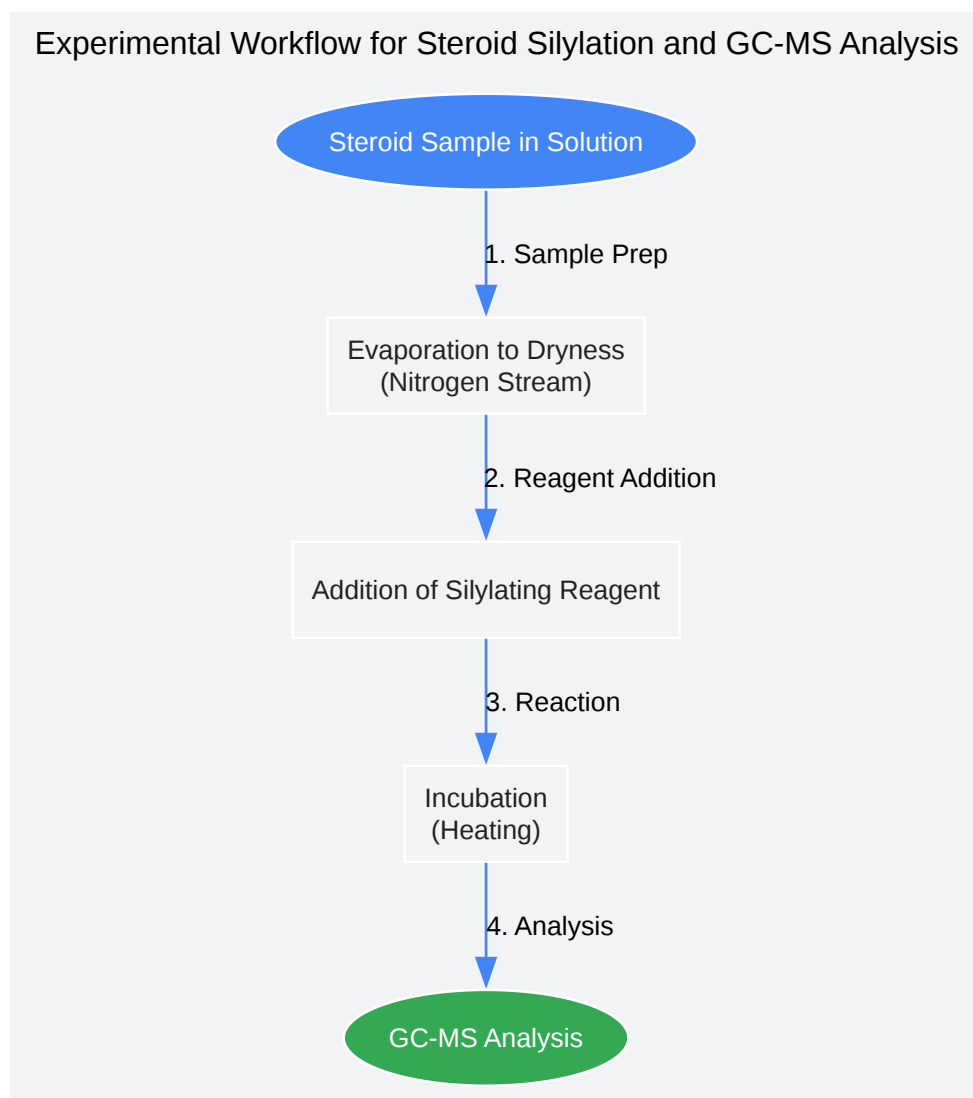 Experimental Workflow for Steroid Silylation and GC-MS Analysis
Steroid Sample in Solution
1. Sample Prep
Evaporation to Dryness
(Nitrogen Stream)
2. Reagent Addition
Addition of Silylating Reagent
3. Reaction
Incubation
(Heating)
4. Analysis
GC-MS Analysis